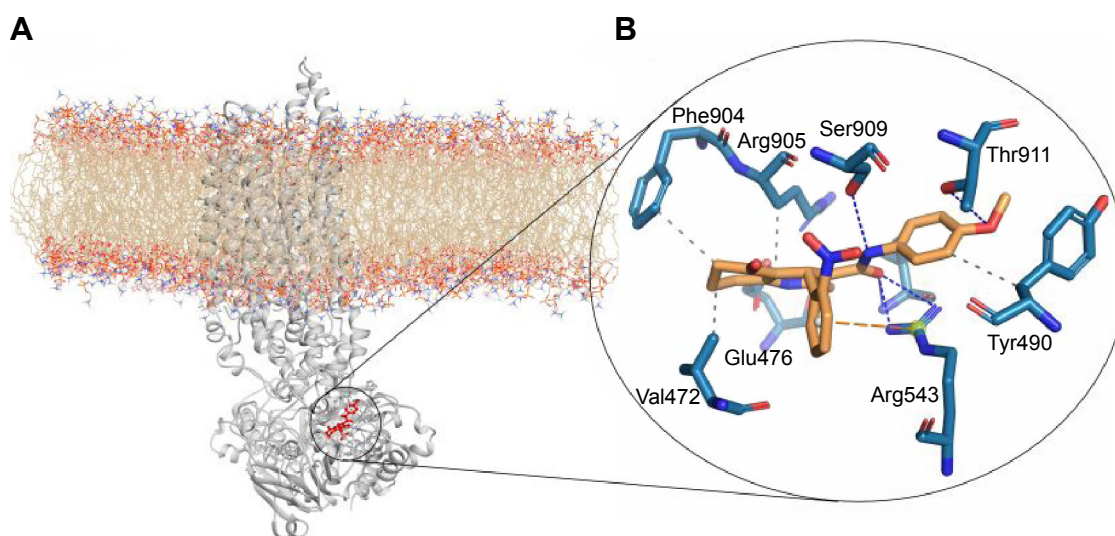 A
B
Phe904
Arg905
Ser909
Thr911
Glu476
Tyr490
Val472
Arg543